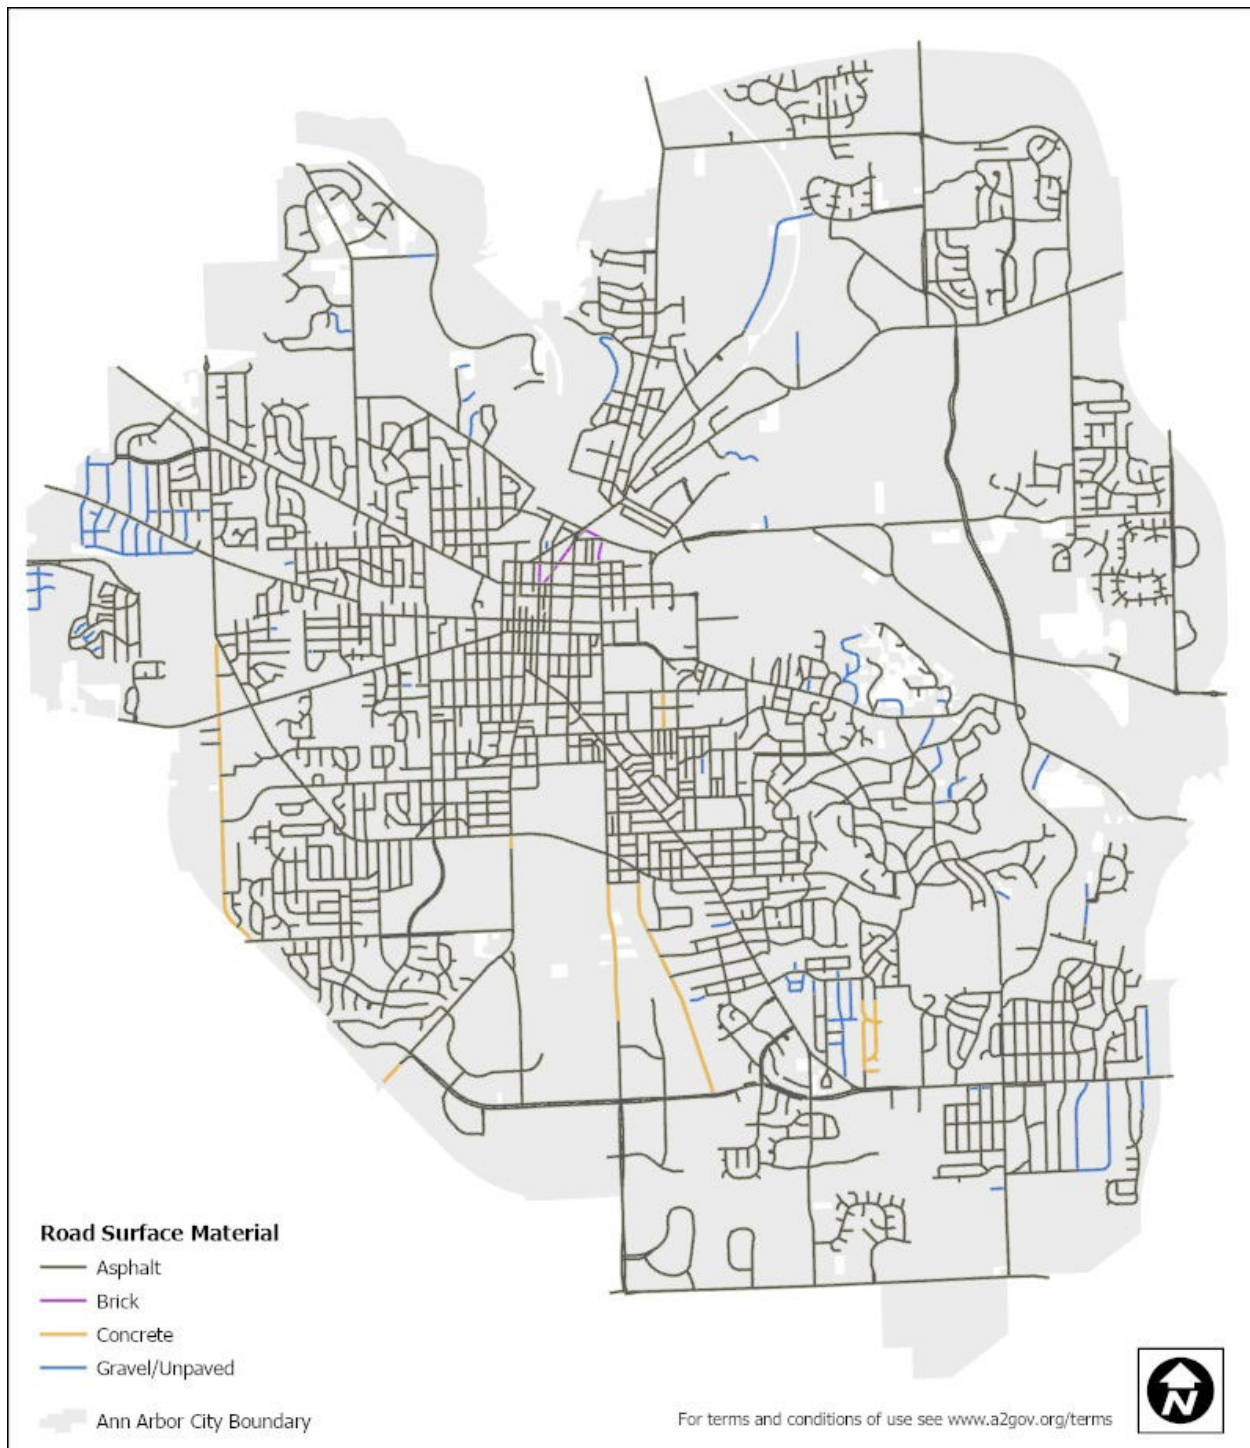 Road Surface Material
Asphalt
Brick
Concrete
Gravel/Unpaved
Ann Arbor City Boundary
For terms and conditions of use see www.a2gov.org/terms
N